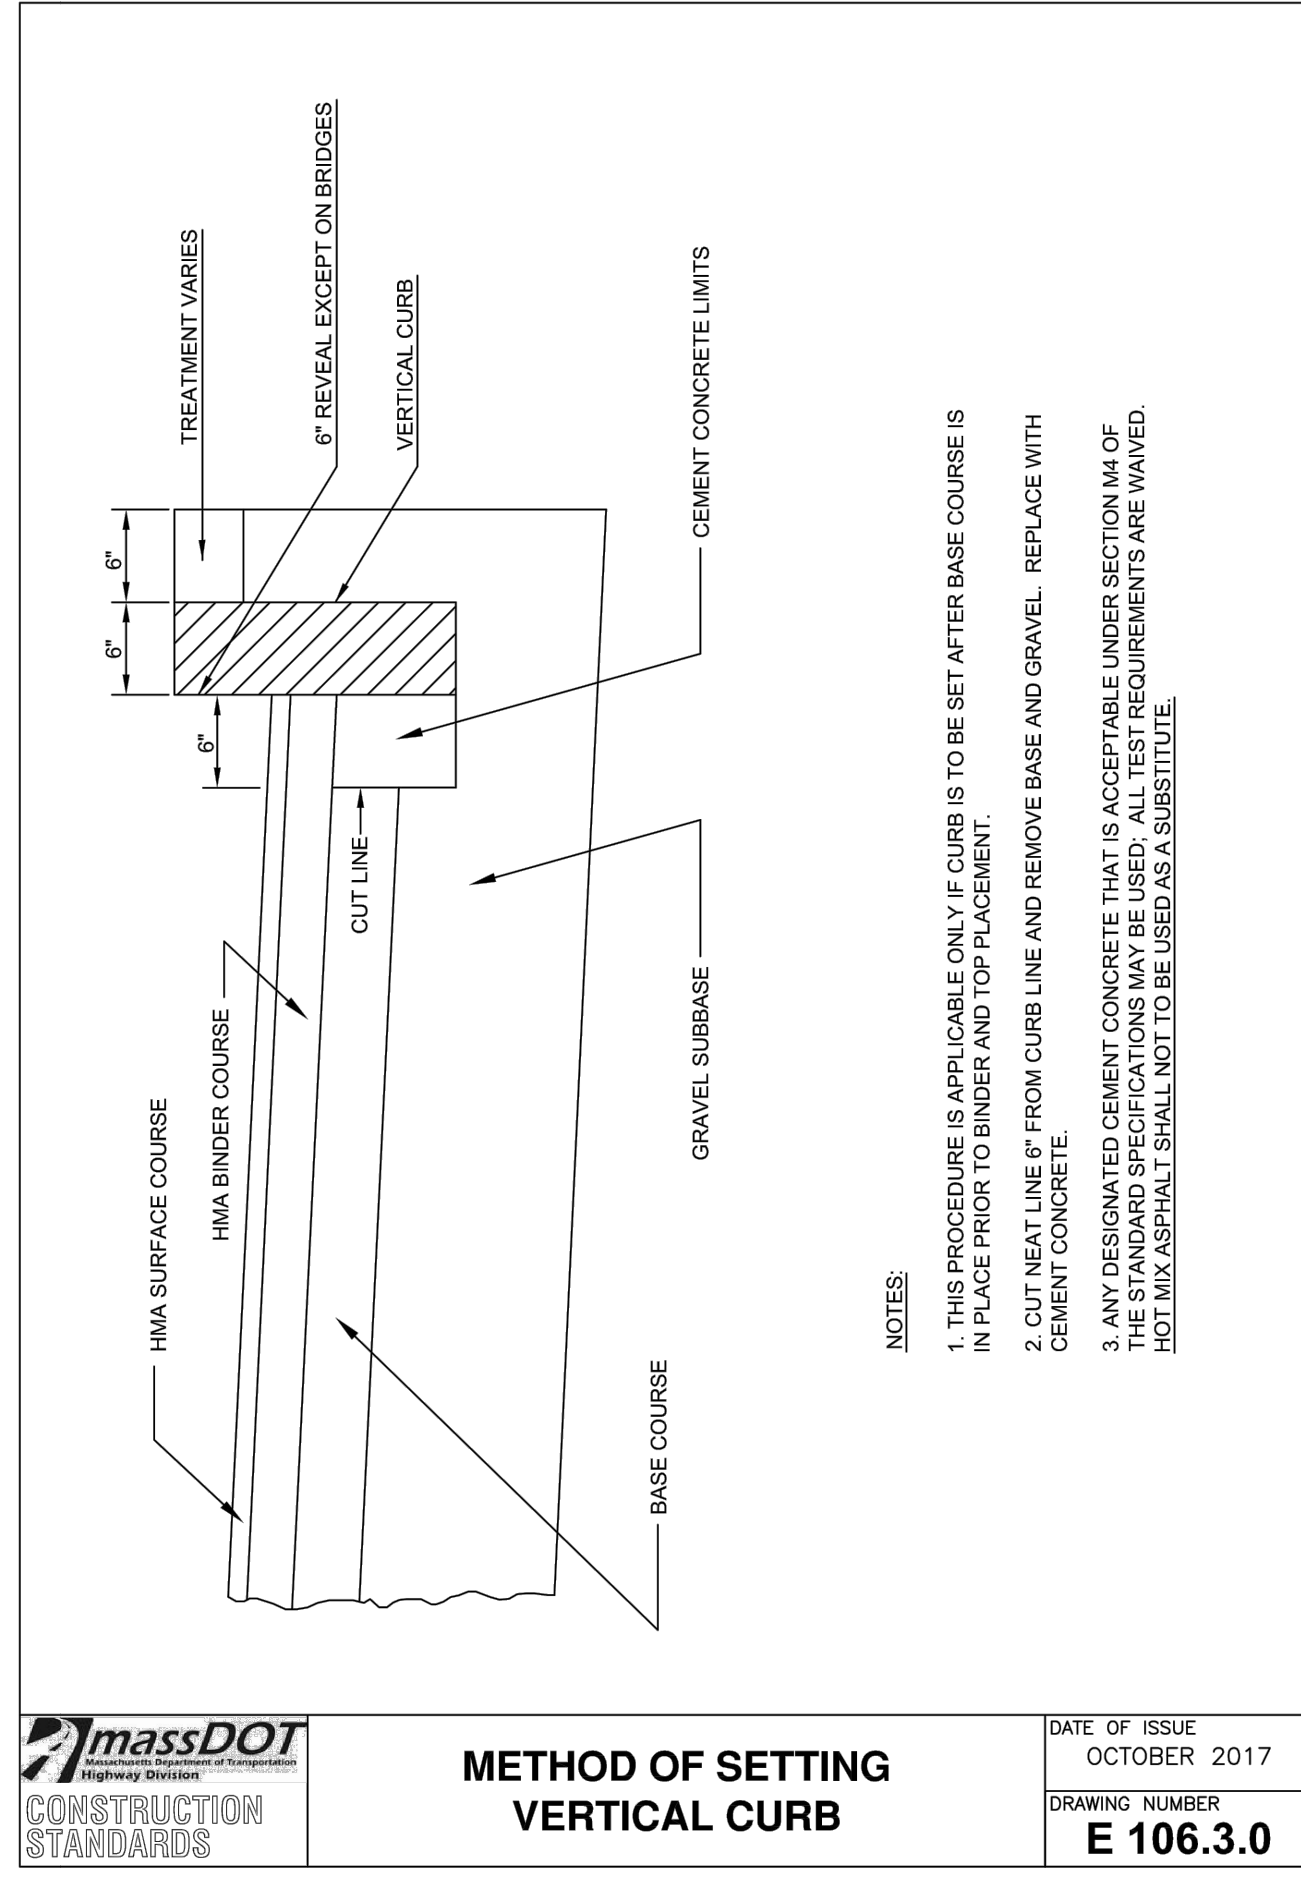 TREATMENT VARIES
6" REVEAL EXCEPT ON BRIDGES
VERTICAL CURB
CEMENT CONCRETE LIMITS
6"
6"
6"
CUT LINE
HMA SURFACE COURSE
HMA BINDER COURSE
GRAVEL SUBBASE
BASE COURSE
NOTES:
1. THIS PROCEDURE IS APPLICABLE ONLY IF CURB IS TO BE SET AFTER BASE COURSE IS
IN PLACE PRIOR TO BINDER AND TOP PLACEMENT.
2. CUT NEAT LINE 6" FROM CURB LINE AND REMOVE BASE AND GRAVEL. REPLACE WITH
CEMENT CONCRETE.
3. ANY DESIGNATED CEMENT CONCRETE THAT IS ACCEPTABLE UNDER SECTION M4 OF
THE STANDARD SPECIFICATIONS MAY BE USED; ALL TEST REQUIREMENTS ARE WAIVED.
HOT MIX ASPHALT SHALL NOT TO BE USED AS A SUBSTITUTE.
massDOT
Massachusetts Department of Transportation
Highway Division
CONSTRUCTION
STANDARDS
METHOD OF SETTING
VERTICAL CURB
DATE OF ISSUE
OCTOBER 2017
DRAWING NUMBER
E 106.3.0